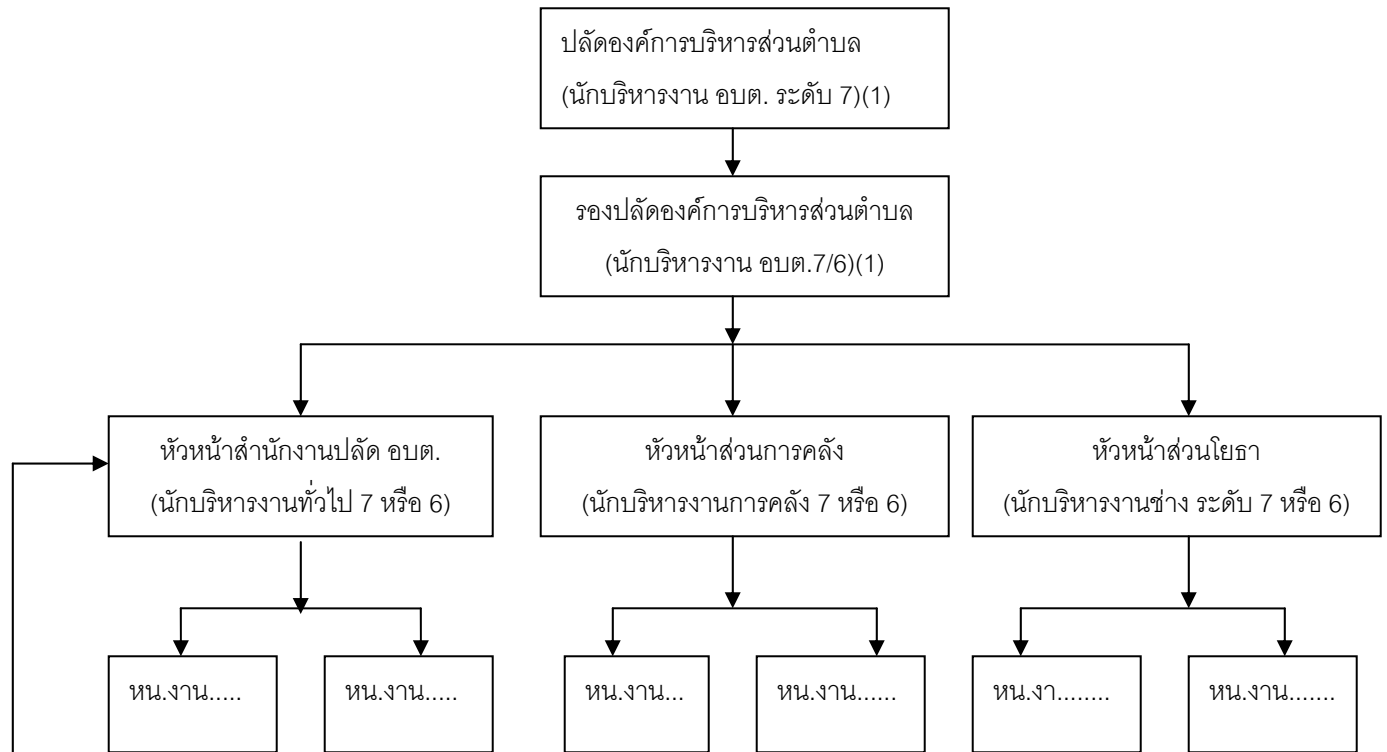 ปลัดองค์การบริหารส่วนตำบล
(นักบริหารงาน อบต. ระดับ 7)(1)
รองปลัดองค์การบริหารส่วนตำบล
(นักบริหารงาน อบต.7/6)(1)
หัวหน้าสำนักงานปลัด อบต.
(นักบริหารงานทั่วไป 7 หรือ 6)
หัวหน้าส่วนการคลัง
(นักบริหารงานการคลัง 7 หรือ 6)
หัวหน้าส่วนโยธา
(นักบริหารงานช่าง ระดับ 7 หรือ 6)
หน.งาน.....
หน.งาน.....
หน.งาน...
หน.งาน......
หน.งา........
หน.งาน.......